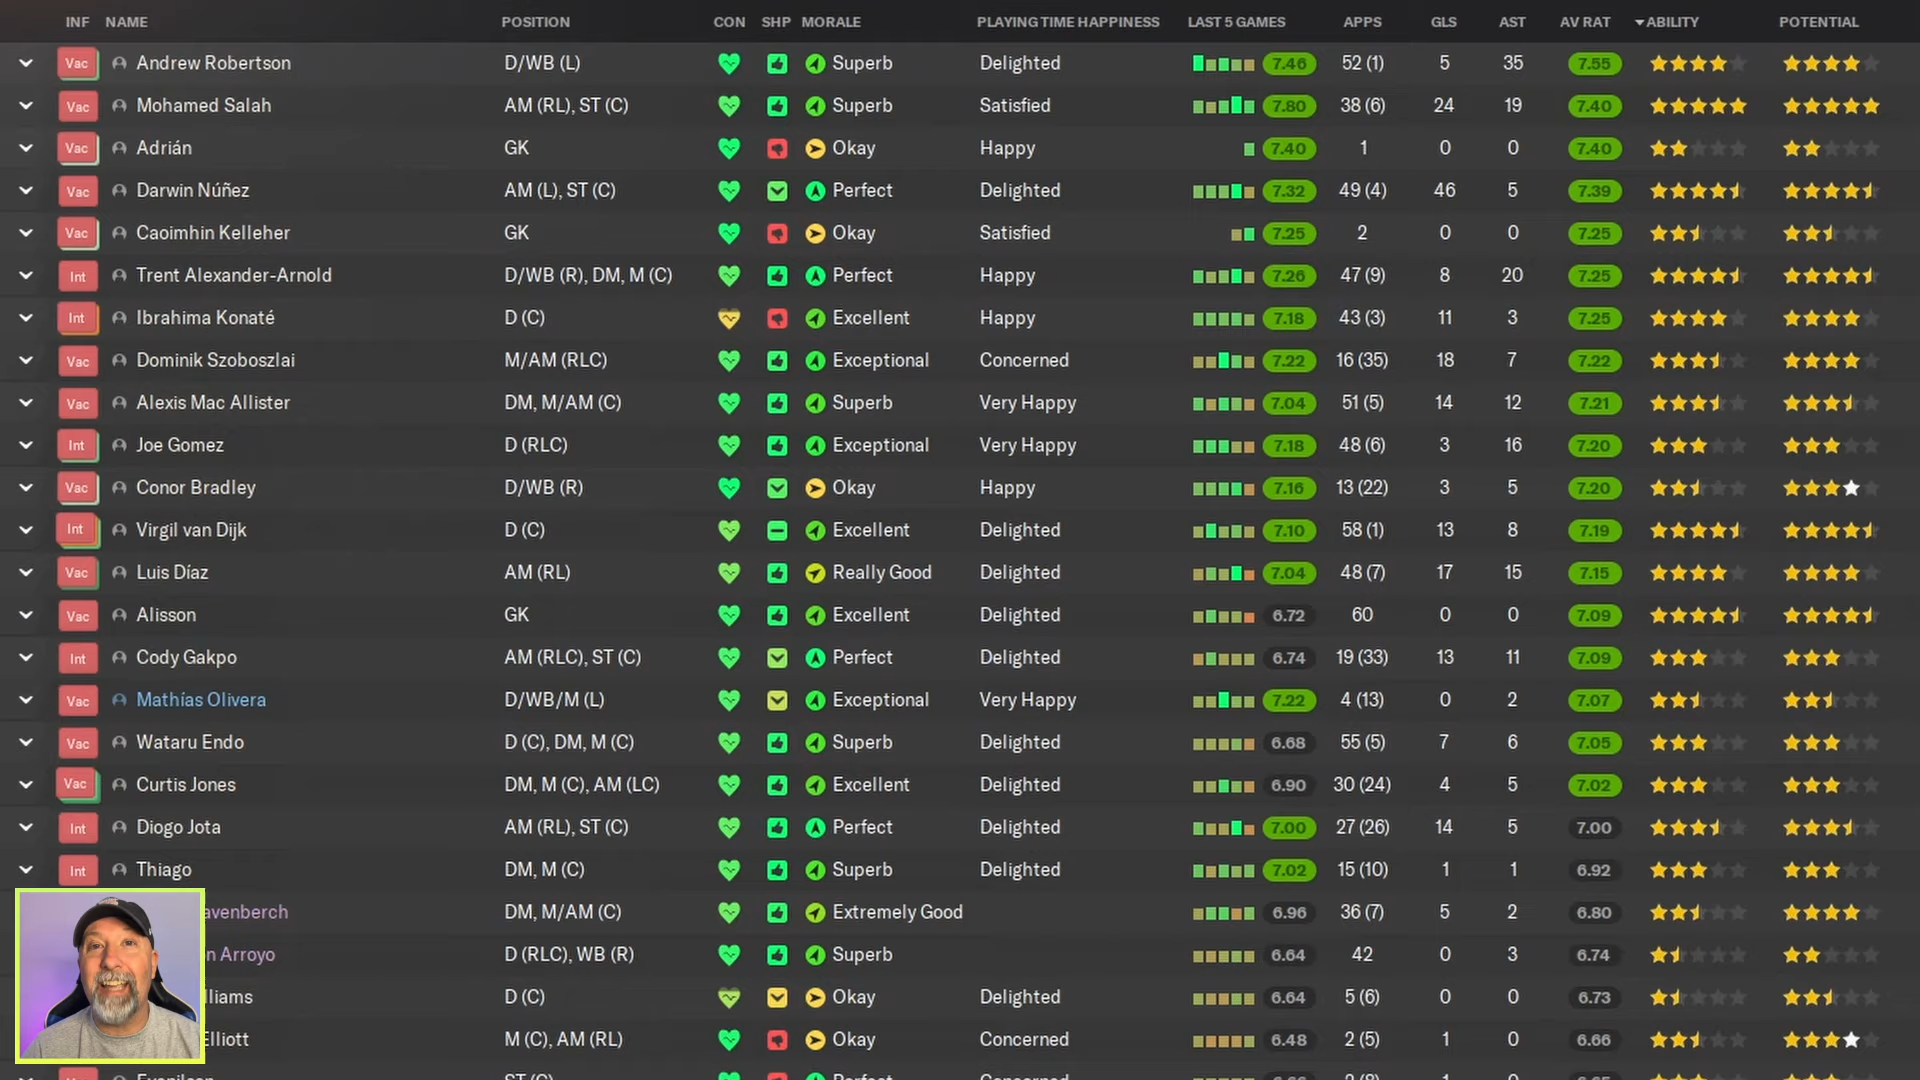 INF NAME POSITION CON SHP MORALE PLAYING TIME HAPPINESS LAST 5 GAMES APPS GLS AST AV RAT ABILITY POTENTIAL
Vac Andrew Robertson D/WB (L) Superb Delighted 7.46 52 (1) 5 35 7.55
Vac Mohamed Salah AM (RL), ST (C) Superb Satisfied 7.80 38 (6) 24 19 7.40
Vac Adrián GK Okay Happy 7.40 1 0 0 7.40
Vac Darwin Núñez AM (L), ST (C) Perfect Delighted 7.32 49 (4) 46 5 7.39
Vac Caoimhin Kelleher GK Okay Satisfied 7.25 2 0 0 7.25
Int Trent Alexander-Arnold D/WB (R), DM, M (C) Perfect Happy 7.26 47 (9) 8 20 7.25
Int Ibrahima Konaté D (C) Excellent Happy 7.18 43 (3) 11 3 7.25
Vac Dominik Szoboszlai M/AM (RLC) Exceptional Concerned 7.22 16 (35) 18 7 7.22
Vac Alexis Mac Allister DM, M/AM (C) Superb Very Happy 7.04 51 (5) 14 12 7.21
Int Joe Gomez D (RLC) Exceptional Very Happy 7.18 48 (6) 3 16 7.20
Vac Conor Bradley D/WB (R) Okay Happy 7.16 13 (22) 3 5 7.20
Int Virgil van Dijk D (C) Excellent Delighted 7.10 58 (1) 13 8 7.19
Vac Luis Díaz AM (RL) Really Good Delighted 7.04 48 (7) 17 15 7.15
Vac Alisson GK Excellent Delighted 6.72 60 0 0 7.09
Int Cody Gakpo AM (RLC), ST (C) Perfect Delighted 6.74 19 (33) 13 11 7.09
Vac Mathías Olivera D/WB/M (L) Exceptional Very Happy 7.22 4 (13) 0 2 7.07
Vac Wataru Endo D (C), DM, M (C) Superb Delighted 6.68 55 (5) 7 6 7.05
Vac Curtis Jones DM, M (C), AM (LC) Excellent Delighted 6.90 30 (24) 4 5 7.02
Int Diogo Jota AM (RL), ST (C) Perfect Delighted 7.00 27 (26) 14 5 7.00
Int Thiago DM, M (C) Superb Delighted 7.02 15 (10) 1 1 6.92
avenberch DM, M/AM (C) Extremely Good 6.96 36 (7) 5 2 6.80
n Arroyo D (RLC), WB (R) Superb 6.64 42 0 3 6.74
lliams D (C) Okay Delighted 6.64 5 (6) 0 0 6.73
Elliott M (C), AM (RL) Okay Concerned 6.48 2 (5) 1 0 6.66